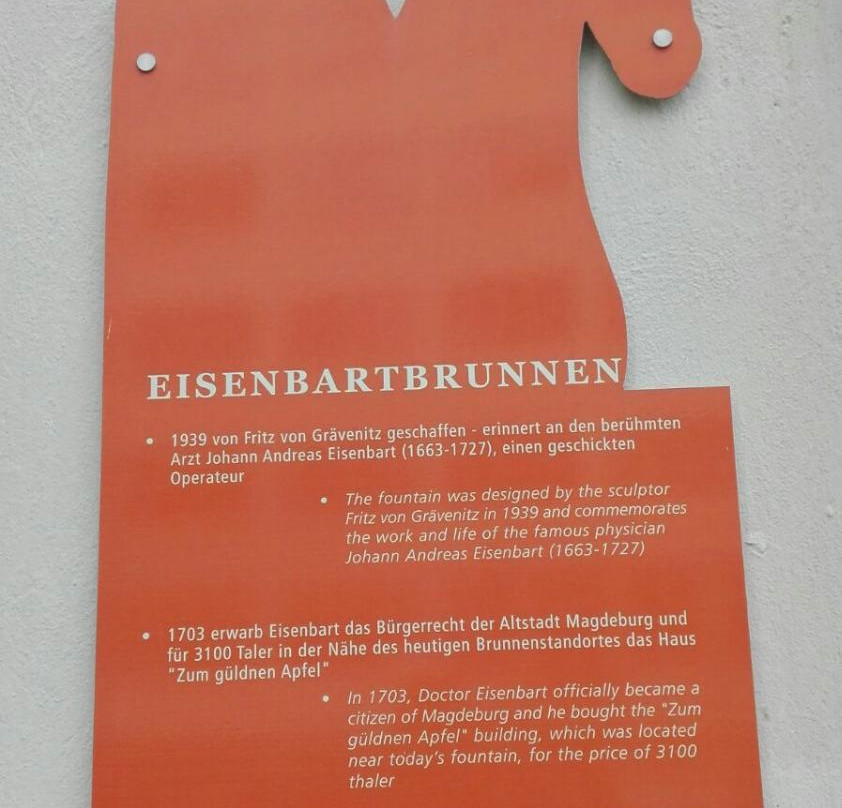 EISENBARTBRUNNEN
• 1939 von Fritz von Grävenitz geschaffen - erinnert an den berühmten
Arzt Johann Andreas Eisenbart (1663-1727), einen geschickten
Operateur
• The fountain was designed by the sculptor
Fritz von Grävenitz in 1939 and commemorates
the work and life of the famous physician
Johann Andreas Eisenbart (1663-1727)
• 1703 erwarb Eisenbart das Bürgerrecht der Altstadt Magdeburg und
für 3100 Taler in der Nähe des heutigen Brunnenstandortes das Haus
"Zum güldnen Apfel"
• In 1703, Doctor Eisenbart officially became a
citizen of Magdeburg and he bought the "Zum
güldnen Apfel" building, which was located
near today's fountain, for the price of 3100
thaler